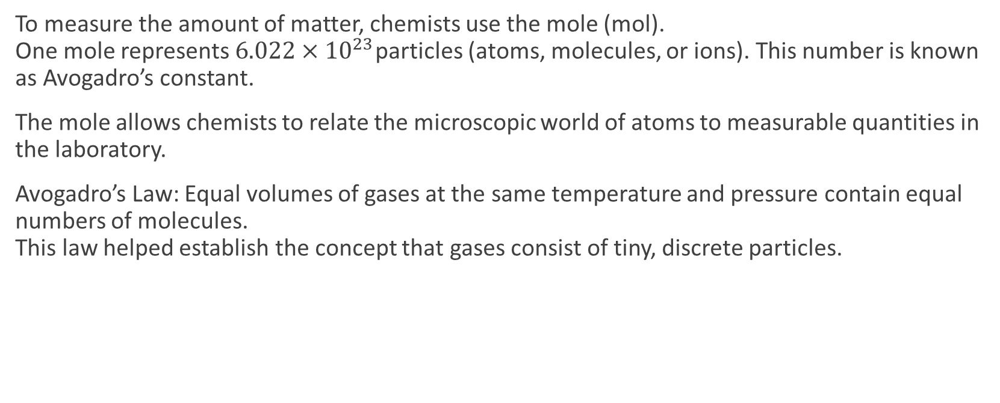 To measure the amount of matter, chemists use the mole (mol).
One mole represents 6.022 × 10²³ particles (atoms, molecules, or ions). This number is known
as Avogadro’s constant.
The mole allows chemists to relate the microscopic world of atoms to measurable quantities in
the laboratory.
Avogadro’s Law: Equal volumes of gases at the same temperature and pressure contain equal
numbers of molecules.
This law helped establish the concept that gases consist of tiny, discrete particles.